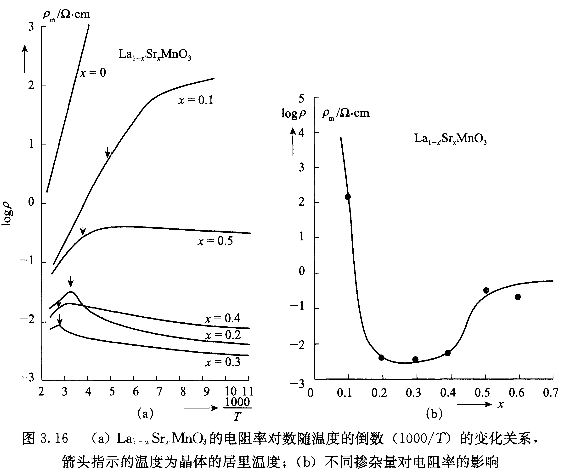 ρm/Ω·cm
La1−xSrxMnO3
x = 0
x = 0.1
x = 0.5
x = 0.4
x = 0.2
x = 0.3
logρ
3
2
1
0
−1
−2
−3
2 3 4 5 6 7 8 9 10 11
(a)
1000/T
5
4
3
2
1
0
−1
−2
−3
logρ
ρm/Ω·cm
La1−xSrxMnO3
0 0.1 0.2 0.3 0.4 0.5 0.6 0.7
(b)
x
图 3.16 (a) La1−xSrxMnO3的电阻率对数随温度的倒数（1000/T）的变化关系，
箭头指示的温度为晶体的居里温度；(b) 不同掺杂量对电阻率的影响